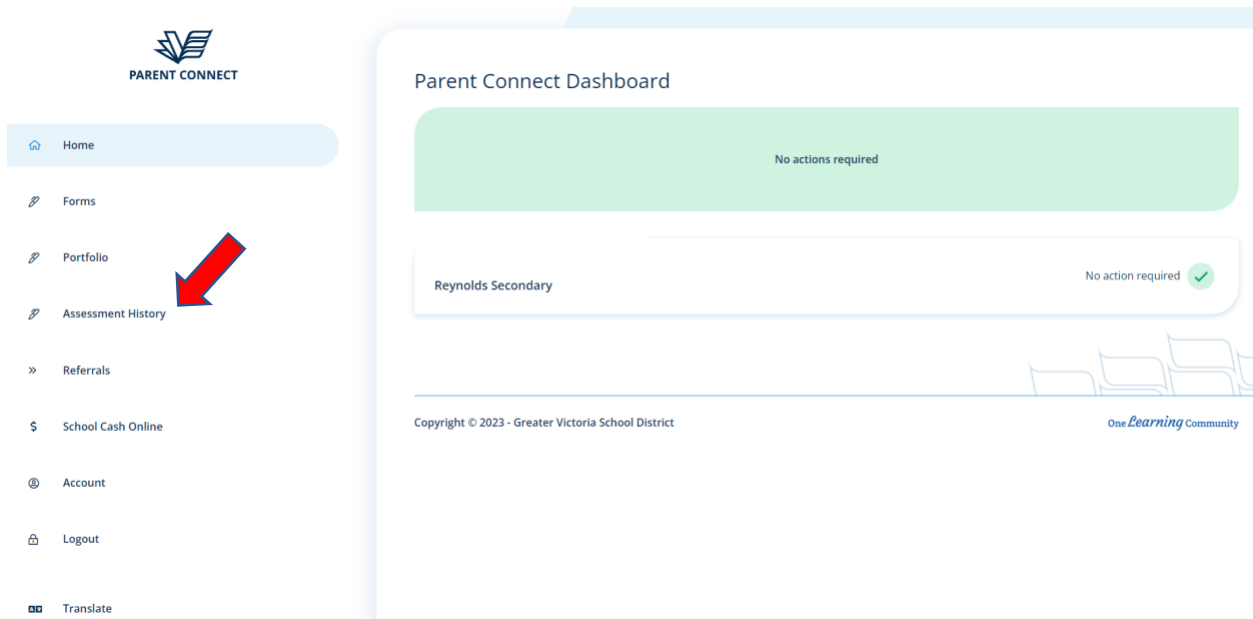 PARENT CONNECT
Home
Forms
Portfolio
Assessment History
Referrals
School Cash Online
Account
Logout
Translate
Parent Connect Dashboard
No actions required
Reynolds Secondary
No action required
Copyright © 2023 - Greater Victoria School District
One Learning Community